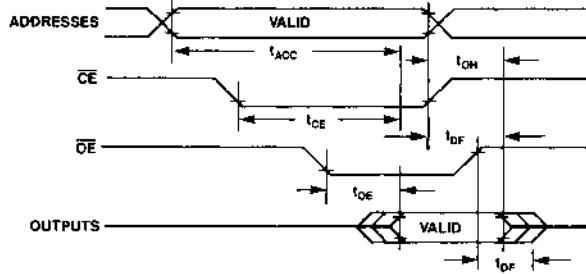 ADDRESSES
VALID
tACC
tOH
CE
tCE
tDF
OE
tOE
OUTPUTS
VALID
tDF